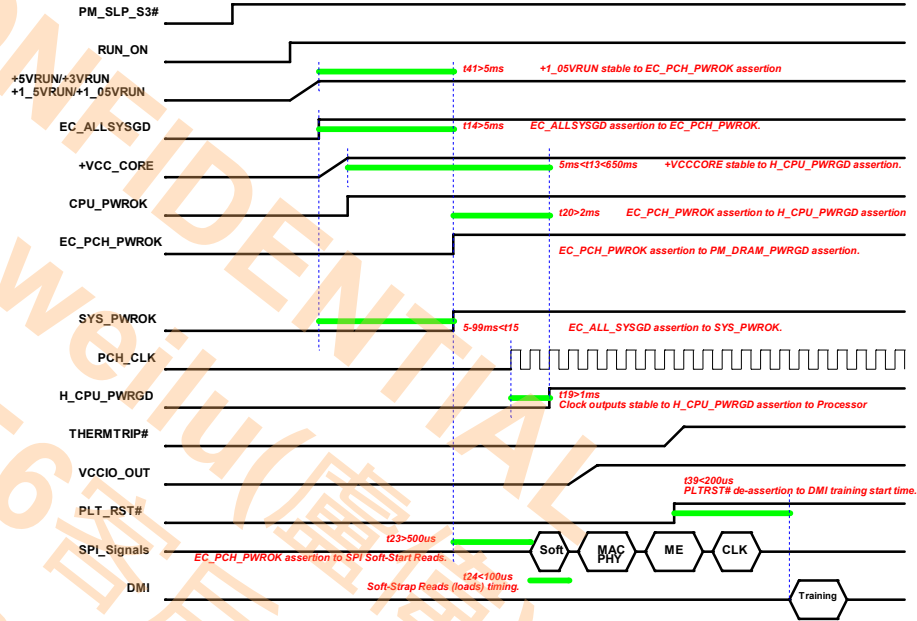 PM_SLP_S3#
RUN_ON
+5VRUN/+3VRUN
+1_5VRUN/+1_05VRUN
t41>5ms +1_05VRUN stable to EC_PCH_PWROK assertion
EC_ALLSYSGD
t14>5ms EC_ALLSYSGD assertion to EC_PCH_PWROK.
+VCC_CORE
5ms<t13<650ms +VCCCORE stable to H_CPU_PWRGD assertion.
CPU_PWROK
t20>2ms EC_PCH_PWROK assertion to H_CPU_PWRGD assertion
EC_PCH_PWROK
EC_PCH_PWROK assertion to PM_DRAM_PWRGD assertion.
SYS_PWROK
5-99ms<t15 EC_ALL_SYSGD assertion to SYS_PWROK.
PCH_CLK
H_CPU_PWRGD
t19>1ms
Clock outputs stable to H_CPU_PWRGD assertion to Processor
THERMTRIP#
VCCIO_OUT
t39<200us
PLTRST# de-assertion to DMI training start time.
PLT_RST#
t23>500us
SPi_Signals
EC_PCH_PWROK assertion to SPI Soft-Start Reads.
Soft
MAC
PHY
ME
CLK
t24<100us
Soft-Strap Reads (loads) timing.
DMI
Training
CONFIDENTIAL
weilu(盧偉